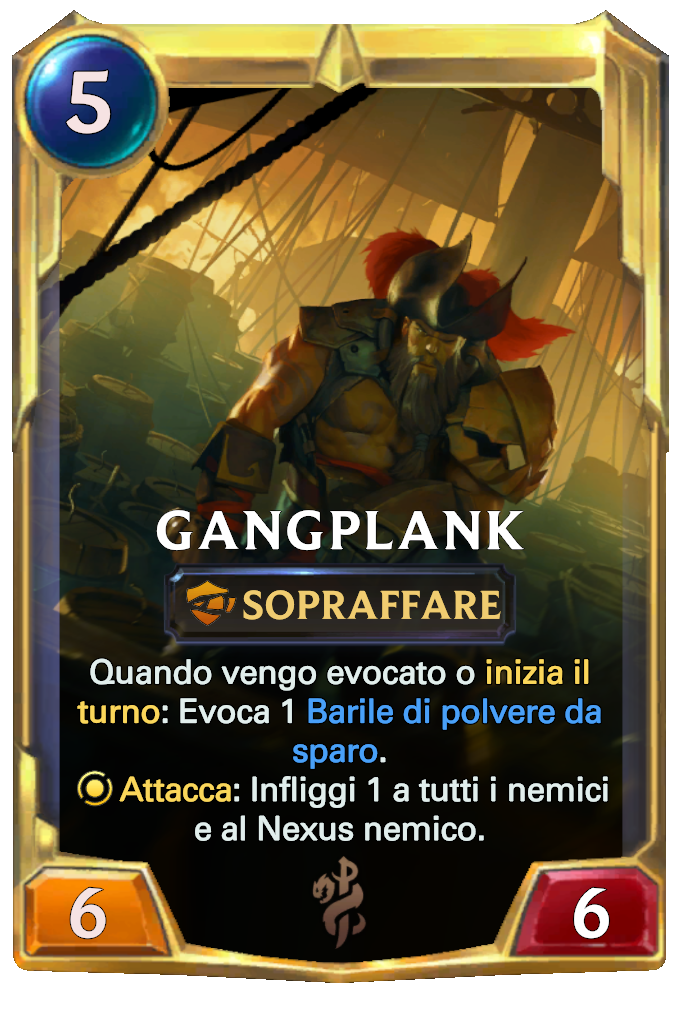 5
GANGPLANK
SOPRAFFARE
Quando vengo evocato o inizia il
turno: Evoca 1 Barile di polvere da
sparo.
Attacca: Infliggi 1 a tutti i nemici
e al Nexus nemico.
6
6